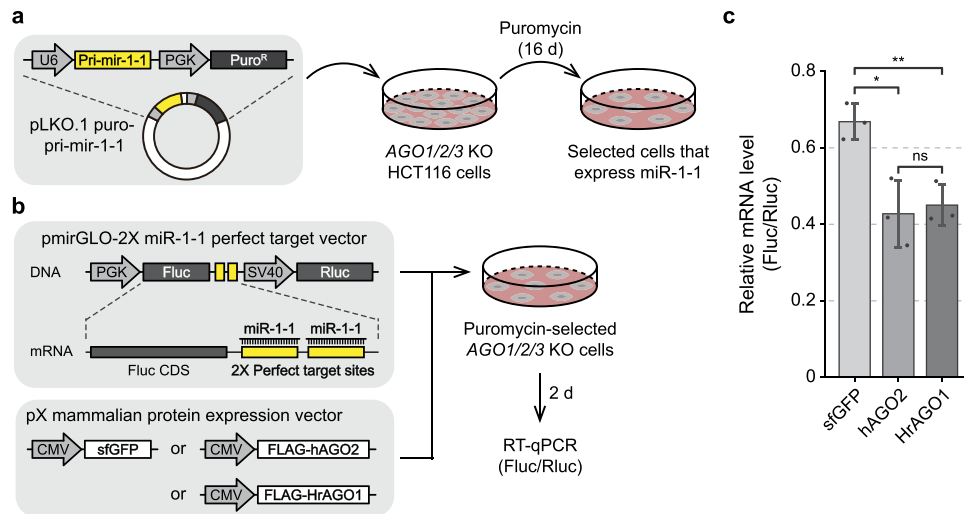 a
U6 Pri-mir-1-1 PGK Puroᴿ
pLKO.1 puro-
pri-mir-1-1
Puromycin
(16 d)
AGO1/2/3 KO
HCT116 cells
Selected cells that
express miR-1-1
b
pmirGLO-2X miR-1-1 perfect target vector
DNA PGK Fluc SV40 Rluc
miR-1-1 miR-1-1
mRNA
Fluc CDS 2X Perfect target sites
pX mammalian protein expression vector
CMV sfGFP or CMV FLAG-hAGO2
or CMV FLAG-HrAGO1
Puromycin-selected
AGO1/2/3 KO cells
2 d
RT-qPCR
(Fluc/Rluc)
c
Relative mRNA level
(Fluc/Rluc)
0.8
0.6
0.4
0.2
0
**
*
ns
sfGFP
hAGO2
HrAGO1